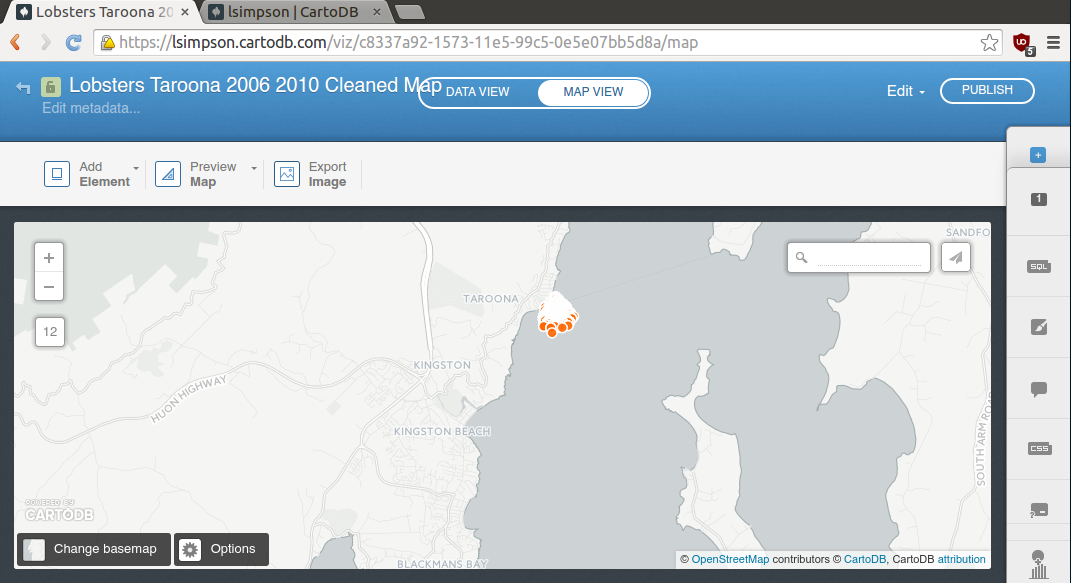 Lobsters Taroona 20
lsimpson | CartoDB
https://lsimpson.cartodb.com/viz/c8337a92-1573-11e5-99c5-0e5e07bb5d8a/map
5
Lobsters Taroona 2006 2010 Cleaned Map
DATA VIEW
MAP VIEW
Edit
PUBLISH
Edit metadata...
+
Add
Element
Preview
Map
Export
Image
1
SQL
CSS
+
−
12
SANDFO
TAROONA
KINGSTON
HUON HIGHWAY
KINGSTON BEACH
SOUTH ARM ROAD
POWERED BY
CARTODB
Change basemap
Options
BLACKMANS BAY
© OpenStreetMap contributors © CartoDB, CartoDB attribution